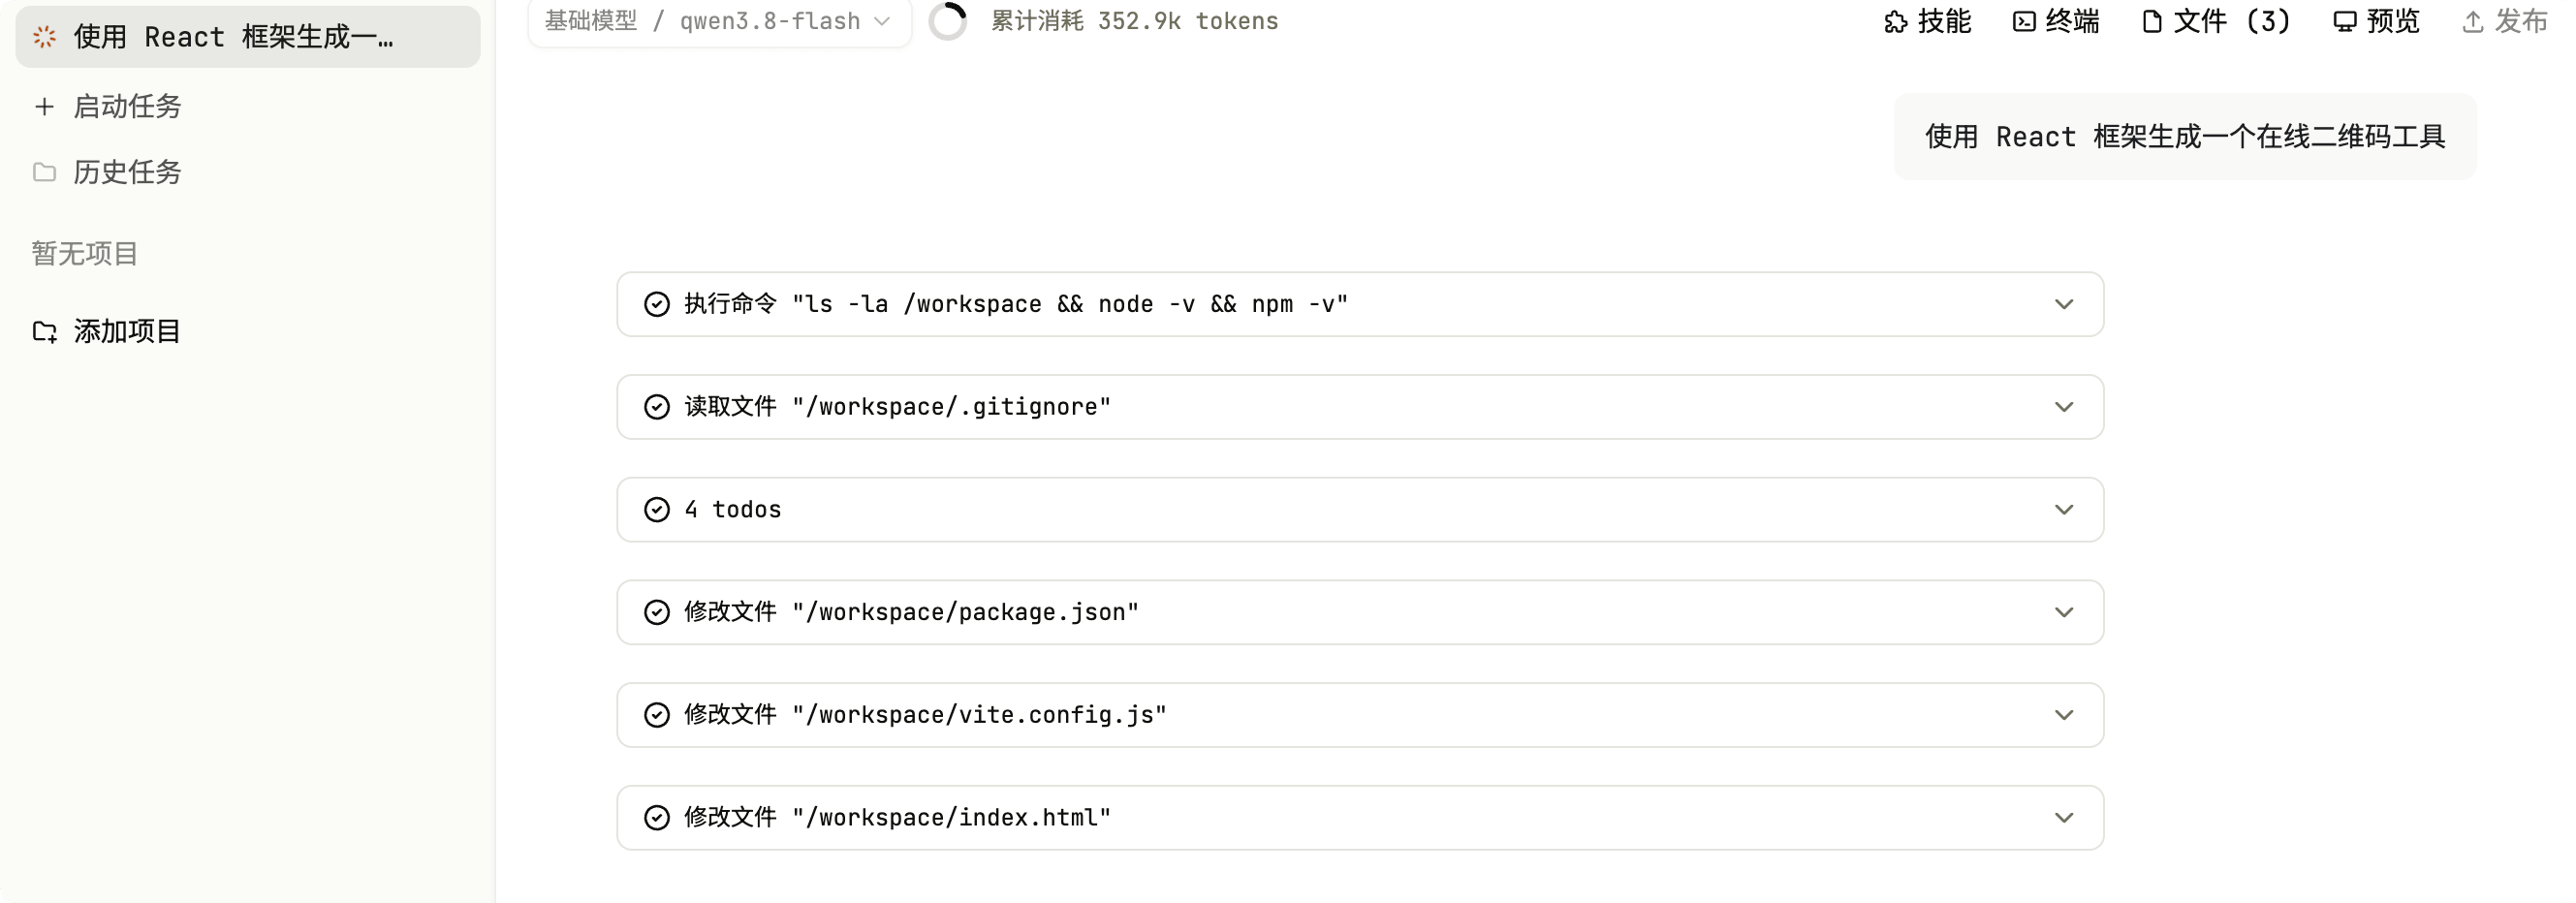 使用 React 框架生成一…
启动任务
历史任务
暂无项目
添加项目
基础模型 / qwen3.8-flash
累计消耗 352.9k tokens
技能
终端
文件 (3)
预览
发布
使用 React 框架生成一个在线二维码工具
执行命令 "ls -la /workspace && node -v && npm -v"
读取文件 "/workspace/.gitignore"
4 todos
修改文件 "/workspace/package.json"
修改文件 "/workspace/vite.config.js"
修改文件 "/workspace/index.html"